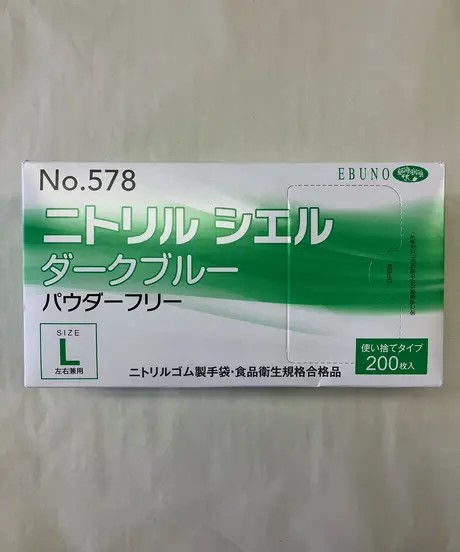 No.578
EBUNO
ニトリル シエル
ダークブルー
パウダーフリー
OPEN
SIZE
L
左右兼用
使い捨てタイプ
200枚入
ニトリルゴム製手袋・食品衛生規格合格品